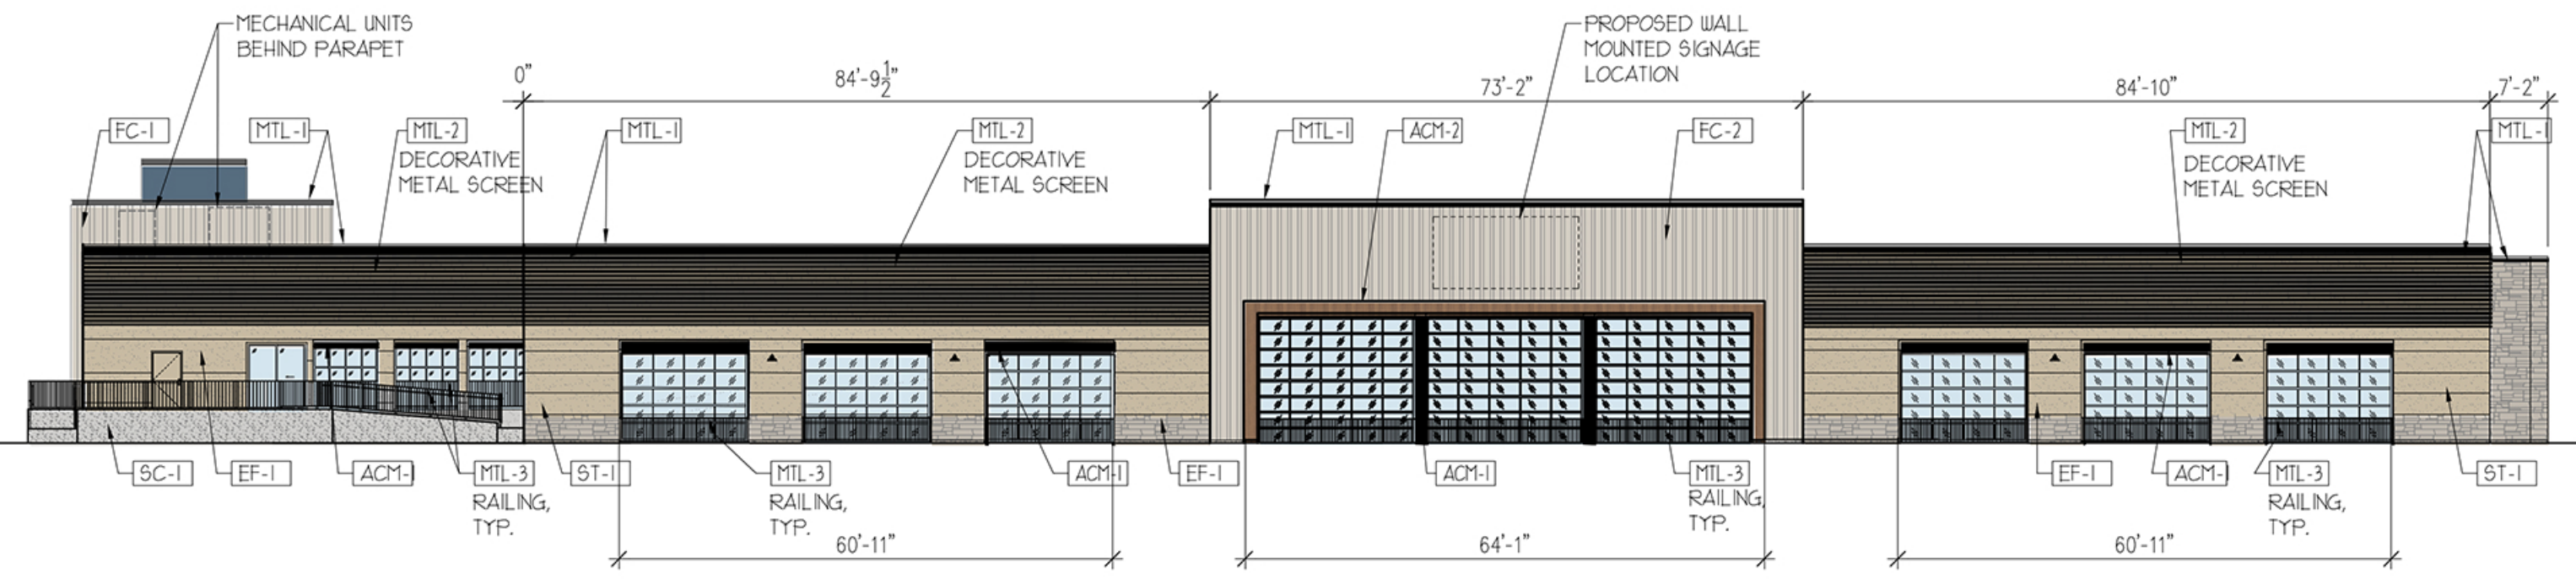 MECHANICAL UNITS
BEHIND PARAPET
PROPOSED WALL
MOUNTED SIGNAGE
LOCATION
0"
84'-9 1/2"
73'-2"
84'-10"
7'-2"
FC-1
MTL-1
MTL-2
DECORATIVE
METAL SCREEN
MTL-1
MTL-2
DECORATIVE
METAL SCREEN
MTL-1
ACM-2
FC-2
MTL-2
DECORATIVE
METAL SCREEN
MTL-1
SC-1
EF-1
ACM-1
MTL-3
RAILING,
TYP.
ST-1
MTL-3
RAILING,
TYP.
ACM-1
EF-1
ACM-1
MTL-3
RAILING,
TYP.
EF-1
ACM-1
MTL-3
RAILING,
TYP.
ST-1
60'-11"
64'-1"
60'-11"